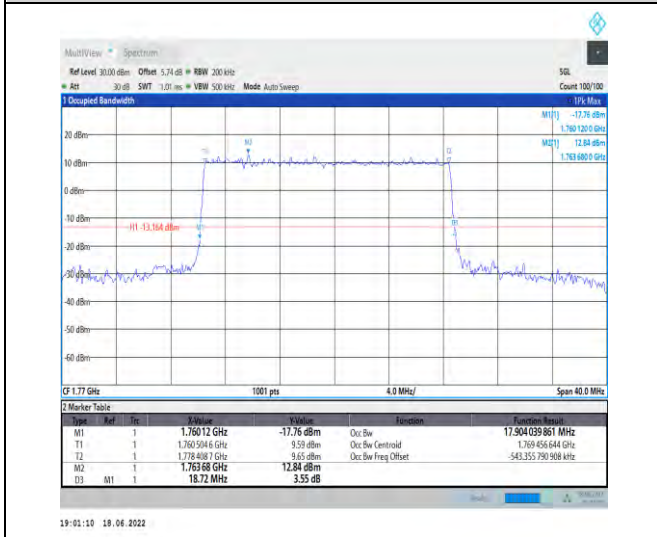 MultiView Spectrum
Ref Level 30.00 dBm Offset 5.74 dB RBW 200 kHz SGL
Att 30 dB SWT 1.01 ms VBW 500 kHz Mode Auto Sweep Count 100/100
1 Occupied Bandwidth 1Pk Max
M1[1] -17.76 dBm
1.760 120 0 GHz
M2[1] 12.84 dBm
1.763 680 0 GHz
20 dBm
M2
10 dBm
0 dBm
-10 dBm
H1 -13.164 dBm
M1
D3
-20 dBm
-30 dBm
-40 dBm
-50 dBm
-60 dBm
CF 1.77 GHz 1001 pts 4.0 MHz/ Span 40.0 MHz
2 Marker Table
Type Ref Trc X-Value Y-Value Function Function Result
M1 1 1.76012 GHz -17.76 dBm Occ Bw 17.904 039 861 MHz
T1 1 1.760 504 6 GHz 9.59 dBm Occ Bw Centroid 1.769 456 644 GHz
T2 1 1.778 408 7 GHz 9.65 dBm Occ Bw Freq Offset -543.355 790 908 kHz
M2 1 1.763 68 GHz 12.84 dBm
D3 M1 1 18.72 MHz 3.55 dB
19:01:10 18.06.2022